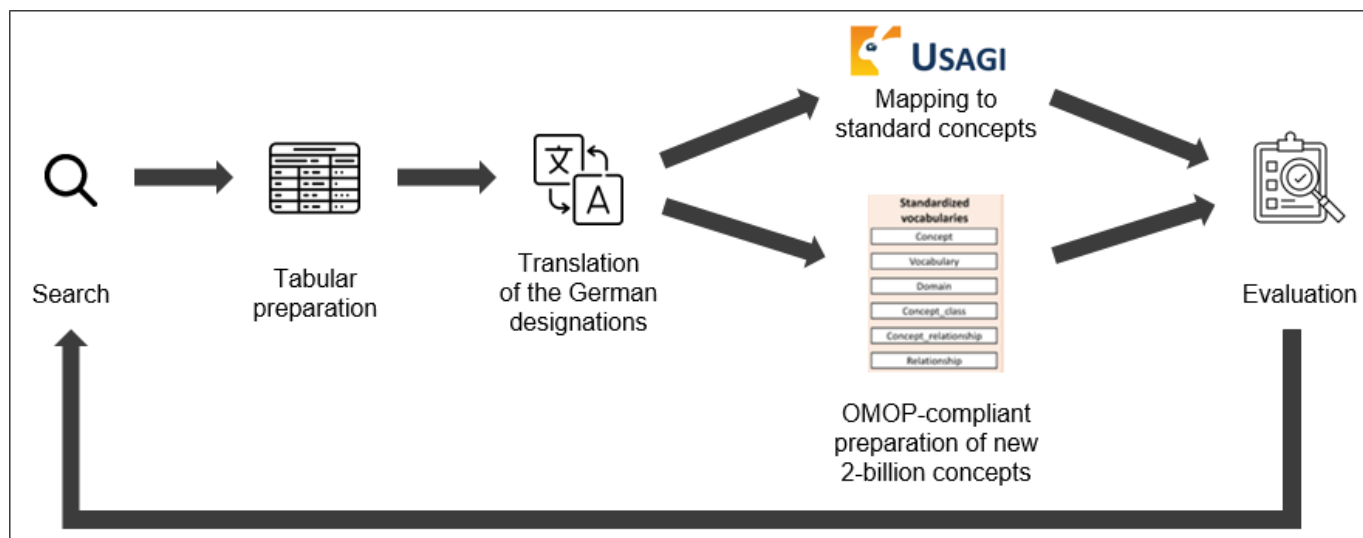 USAGI
Mapping to
standard concepts
文
A
Standardized
vocabularies
Concept
Vocabulary
Domain
Concept_class
Concept_relationship
Relationship
Search
Tabular
preparation
Translation
of the German
designations
OMOP-compliant
preparation of new
2-billion concepts
Evaluation